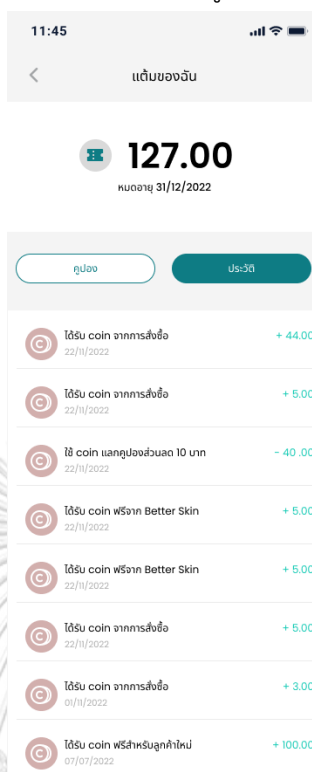 11:45
แต้มของฉัน
127.00
หมดอายุ 31/12/2022
คูปอง
ประวัติ
ได้รับ coin จากการสั่งซื้อ
+ 44.00
22/11/2022
ได้รับ coin จากการสั่งซื้อ
+ 5.00
22/11/2022
ใช้ coin แลกคูปองส่วนลด 10 บาท
- 40 .00
22/11/2022
ได้รับ coin ฟรีจาก Better Skin
+ 5.00
22/11/2022
ได้รับ coin ฟรีจาก Better Skin
+ 5.00
22/11/2022
ได้รับ coin จากการสั่งซื้อ
+ 5.00
22/11/2022
ได้รับ coin จากการสั่งซื้อ
+ 3.00
01/11/2022
ได้รับ coin ฟรีสำหรับลูกค้าใหม่
+ 100.00
07/07/2022